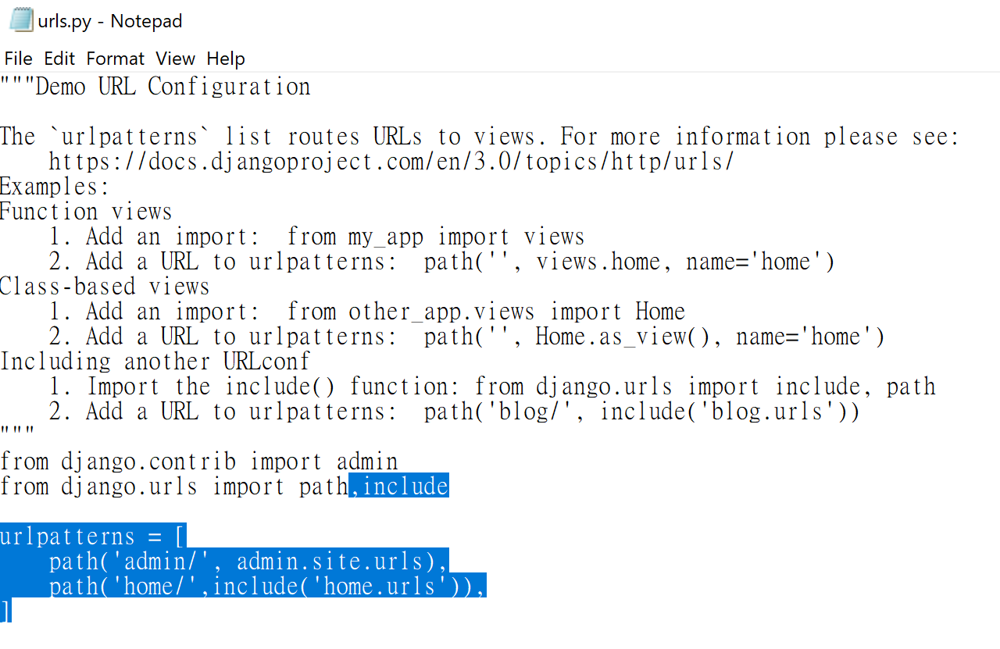 urls.py - Notepad
File Edit Format View Help
"""Demo URL Configuration
The `urlpatterns` list routes URLs to views. For more information please see:
    https://docs.djangoproject.com/en/3.0/topics/http/urls/
Examples:
Function views
    1. Add an import:  from my_app import views
    2. Add a URL to urlpatterns:  path('', views.home, name='home')
Class-based views
    1. Add an import:  from other_app.views import Home
    2. Add a URL to urlpatterns:  path('', Home.as_view(), name='home')
Including another URLconf
    1. Import the include() function: from django.urls import include, path
    2. Add a URL to urlpatterns:  path('blog/', include('blog.urls'))
"""
from django.contrib import admin
from django.urls import path,include
urlpatterns = [
    path('admin/', admin.site.urls),
    path('home/',include('home.urls')),
]